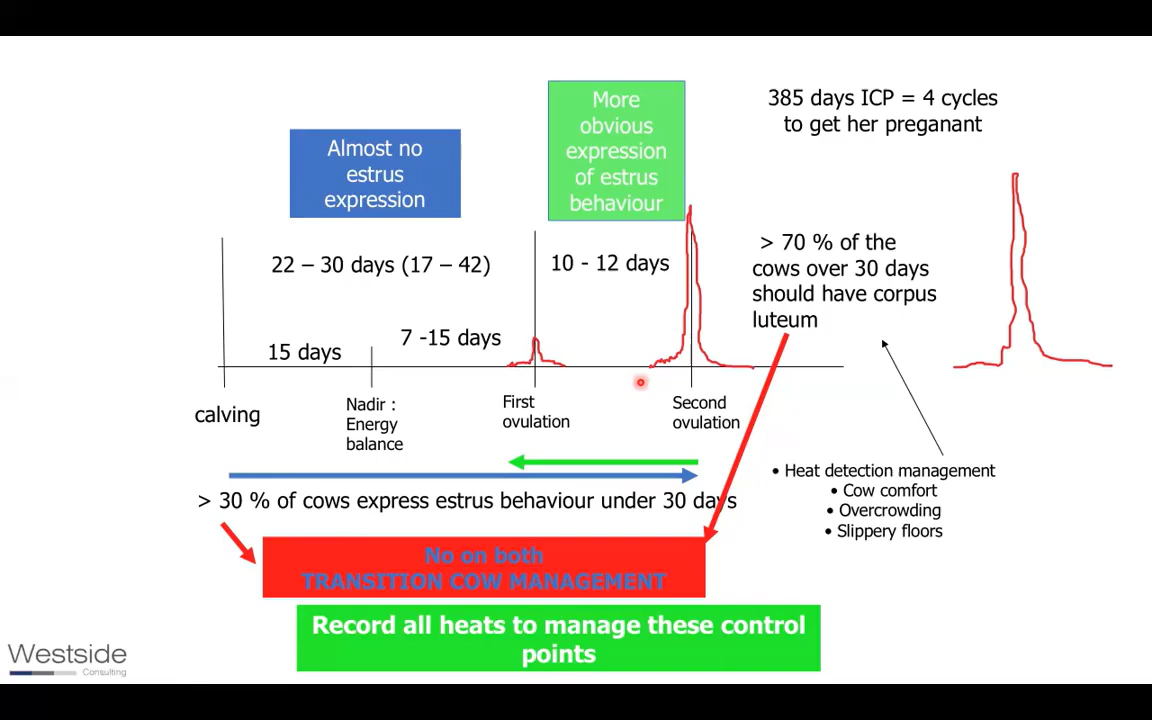 More
obvious
expression
of estrus
behaviour
385 days ICP = 4 cycles
to get her preganant
Almost no
estrus
expression
> 70 % of the
cows over 30 days
should have corpus
luteum
22 – 30 days (17 – 42)
10 - 12 days
15 days
7 -15 days
calving
Nadir :
Energy
balance
First
ovulation
Second
ovulation
• Heat detection management
• Cow comfort
• Overcrowding
• Slippery floors
> 30 % of cows express estrus behaviour under 30 days
No on both
TRANSITION COW MANAGEMENT
Record all heats to manage these control
points
Westside
Consulting